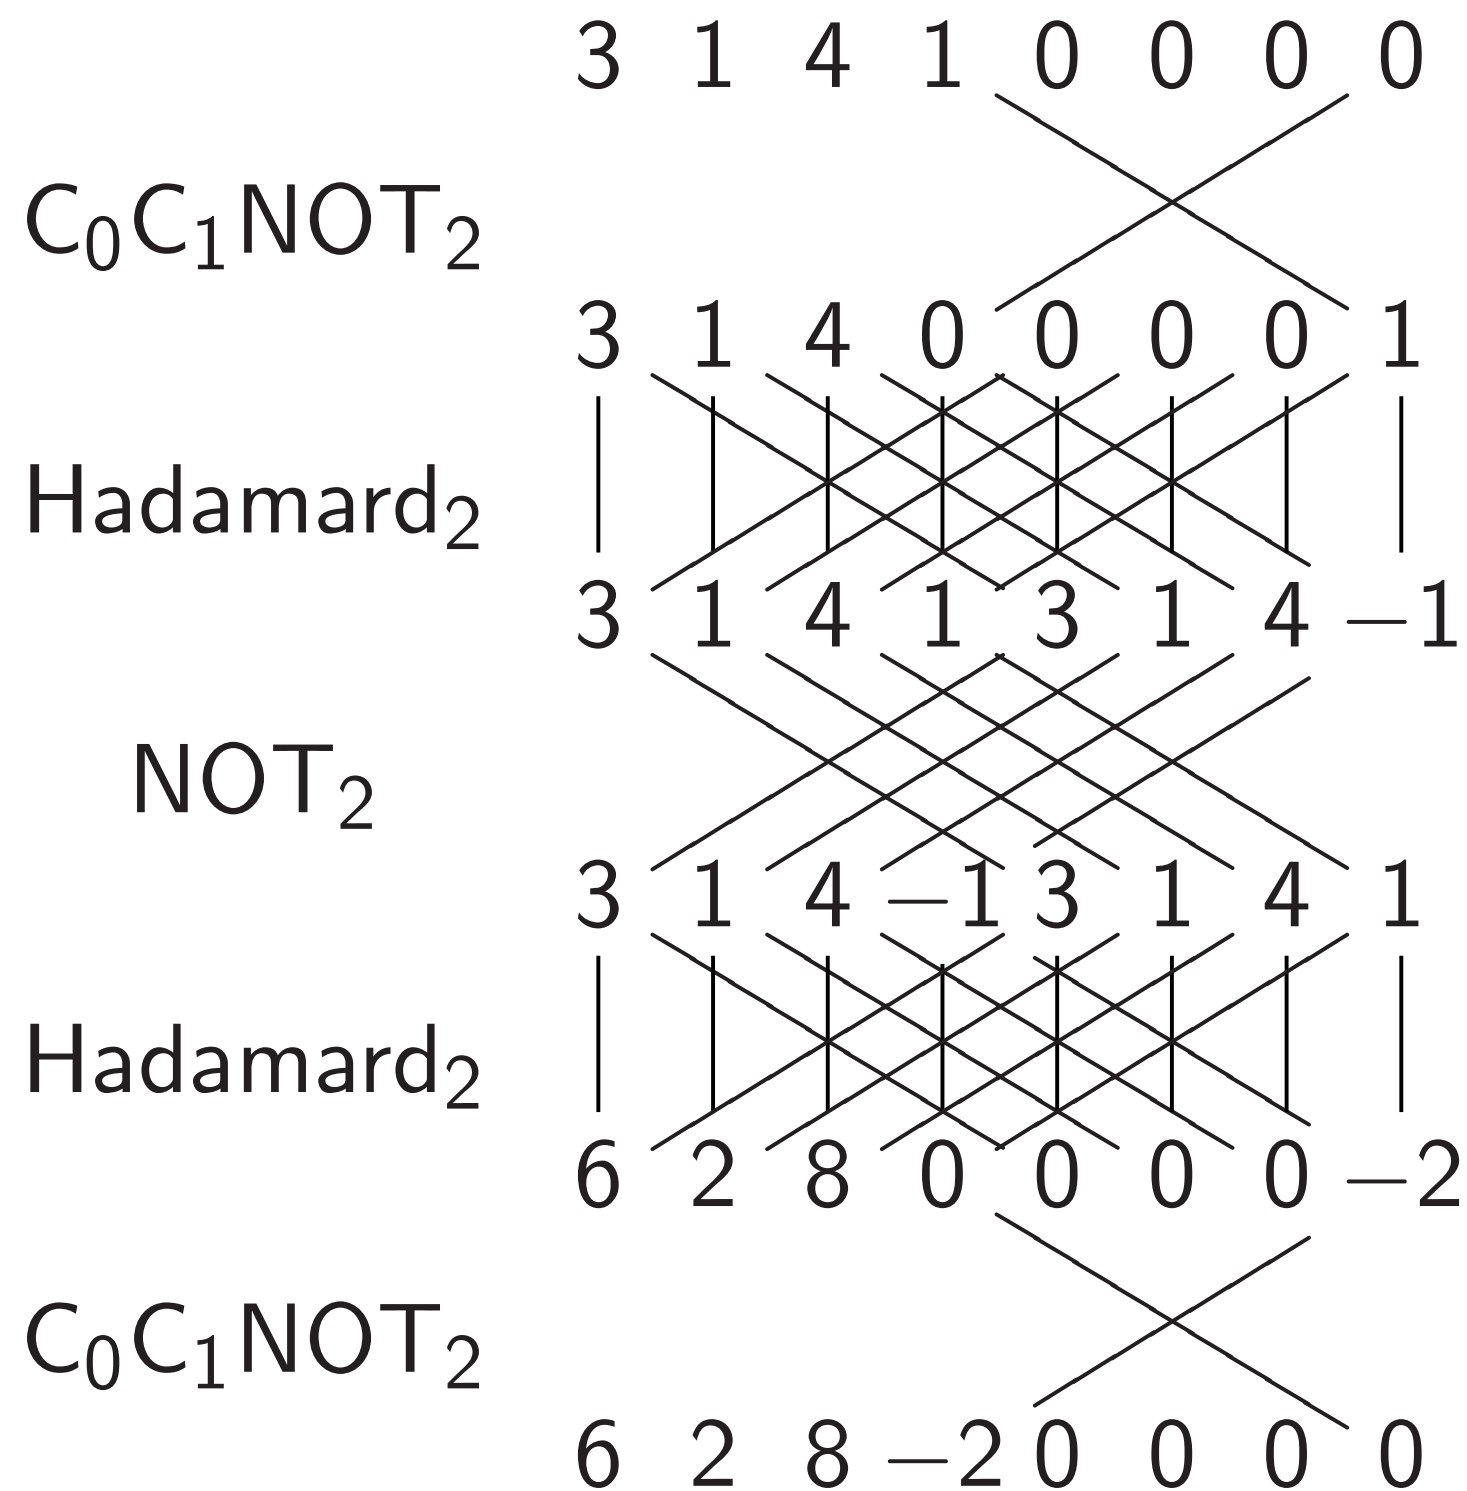 3 1 4 1 0 0 0 0
C₀C₁NOT₂
3 1 4 0 0 0 0 1
Hadamard₂
3 1 4 1 3 1 4 −1
NOT₂
3 1 4 −1 3 1 4 1
Hadamard₂
6 2 8 0 0 0 0 −2
C₀C₁NOT₂
6 2 8 −2 0 0 0 0